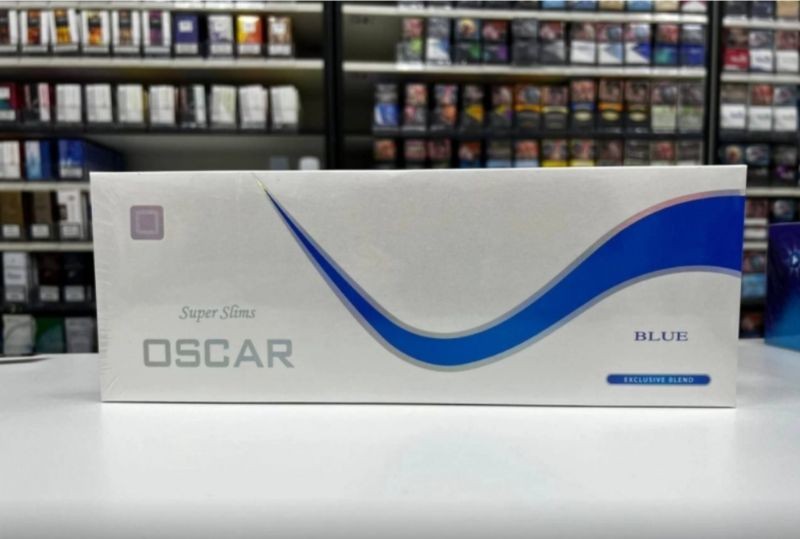 Super Slims
OSCAR
BLUE
EXCLUSIVE BLEND